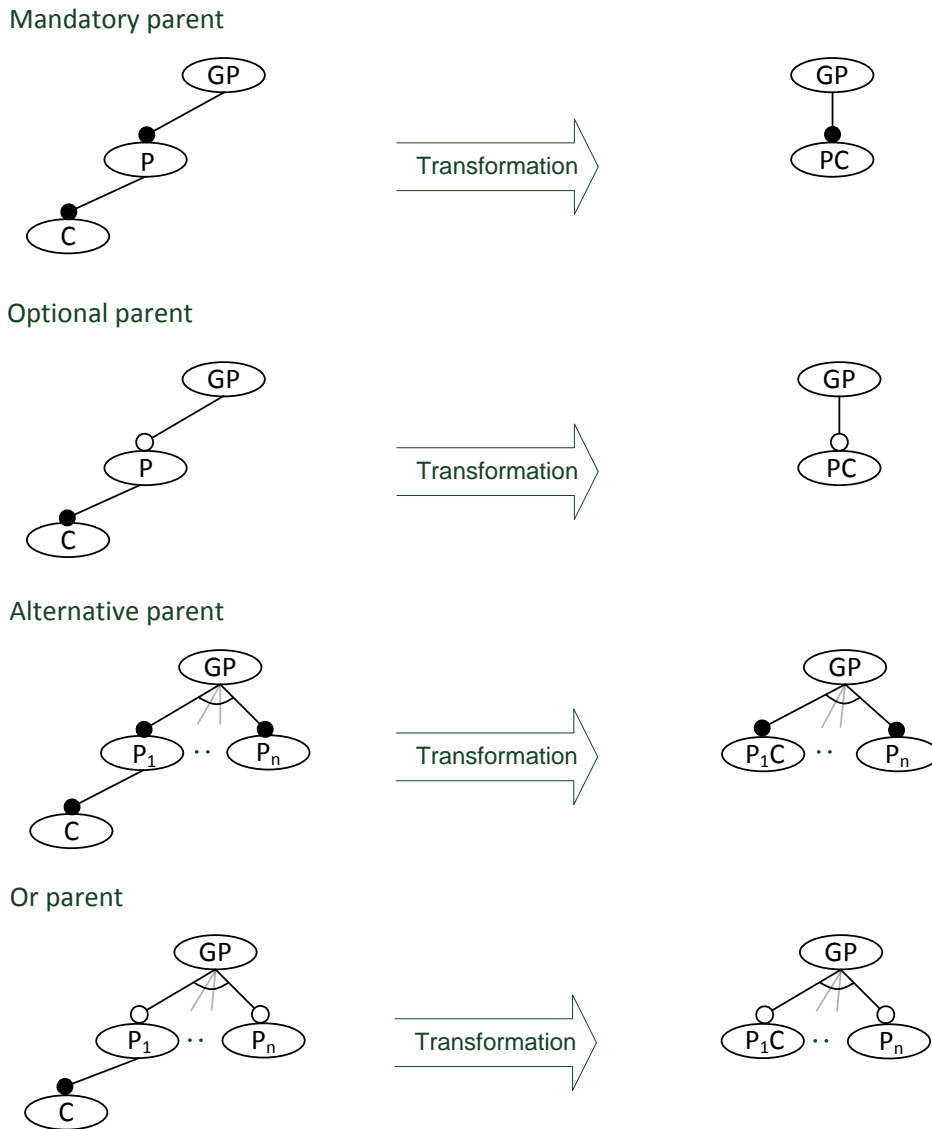 Mandatory parent
GP GP
P Transformation PC
C
Optional parent
GP GP
P Transformation PC
C
Alternative parent
GP GP
P₁ ·· Pₙ Transformation P₁C ·· Pₙ
C
Or parent
GP GP
P₁ ·· Pₙ Transformation P₁C ·· Pₙ
C